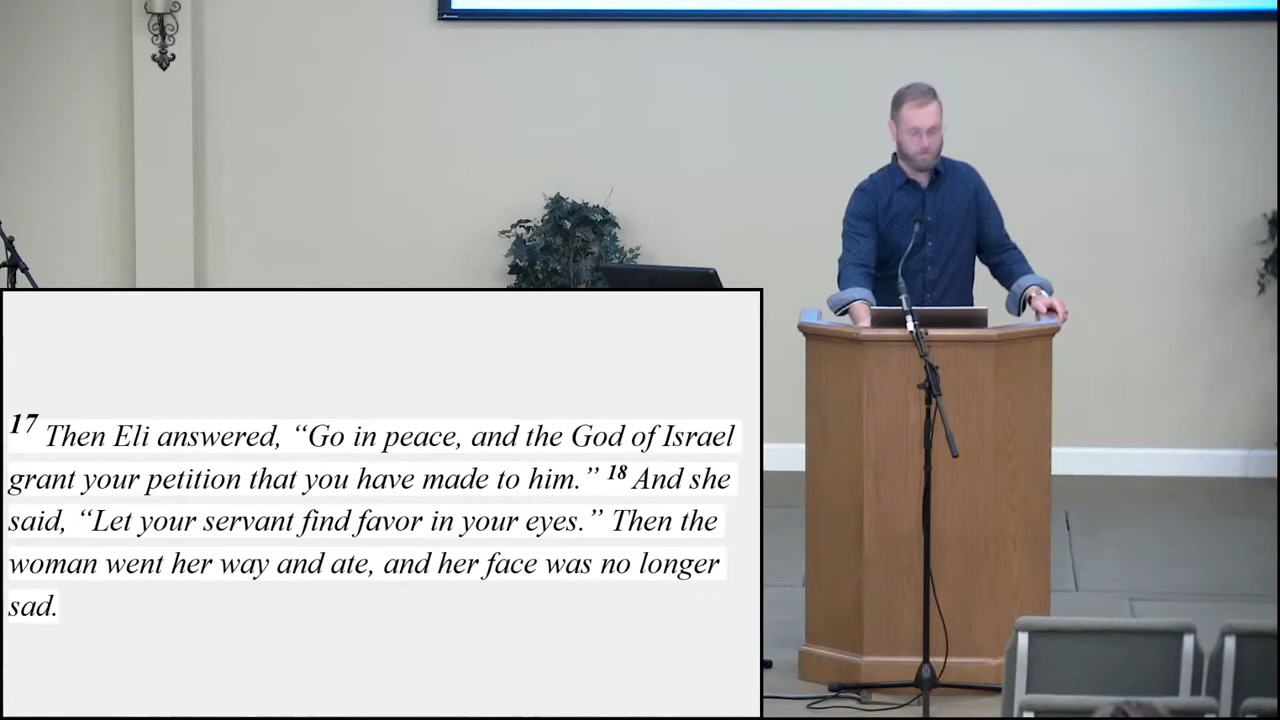 17 Then Eli answered, “Go in peace, and the God of Israel
grant your petition that you have made to him.” 18 And she
said, “Let your servant find favor in your eyes.” Then the
woman went her way and ate, and her face was no longer
sad.